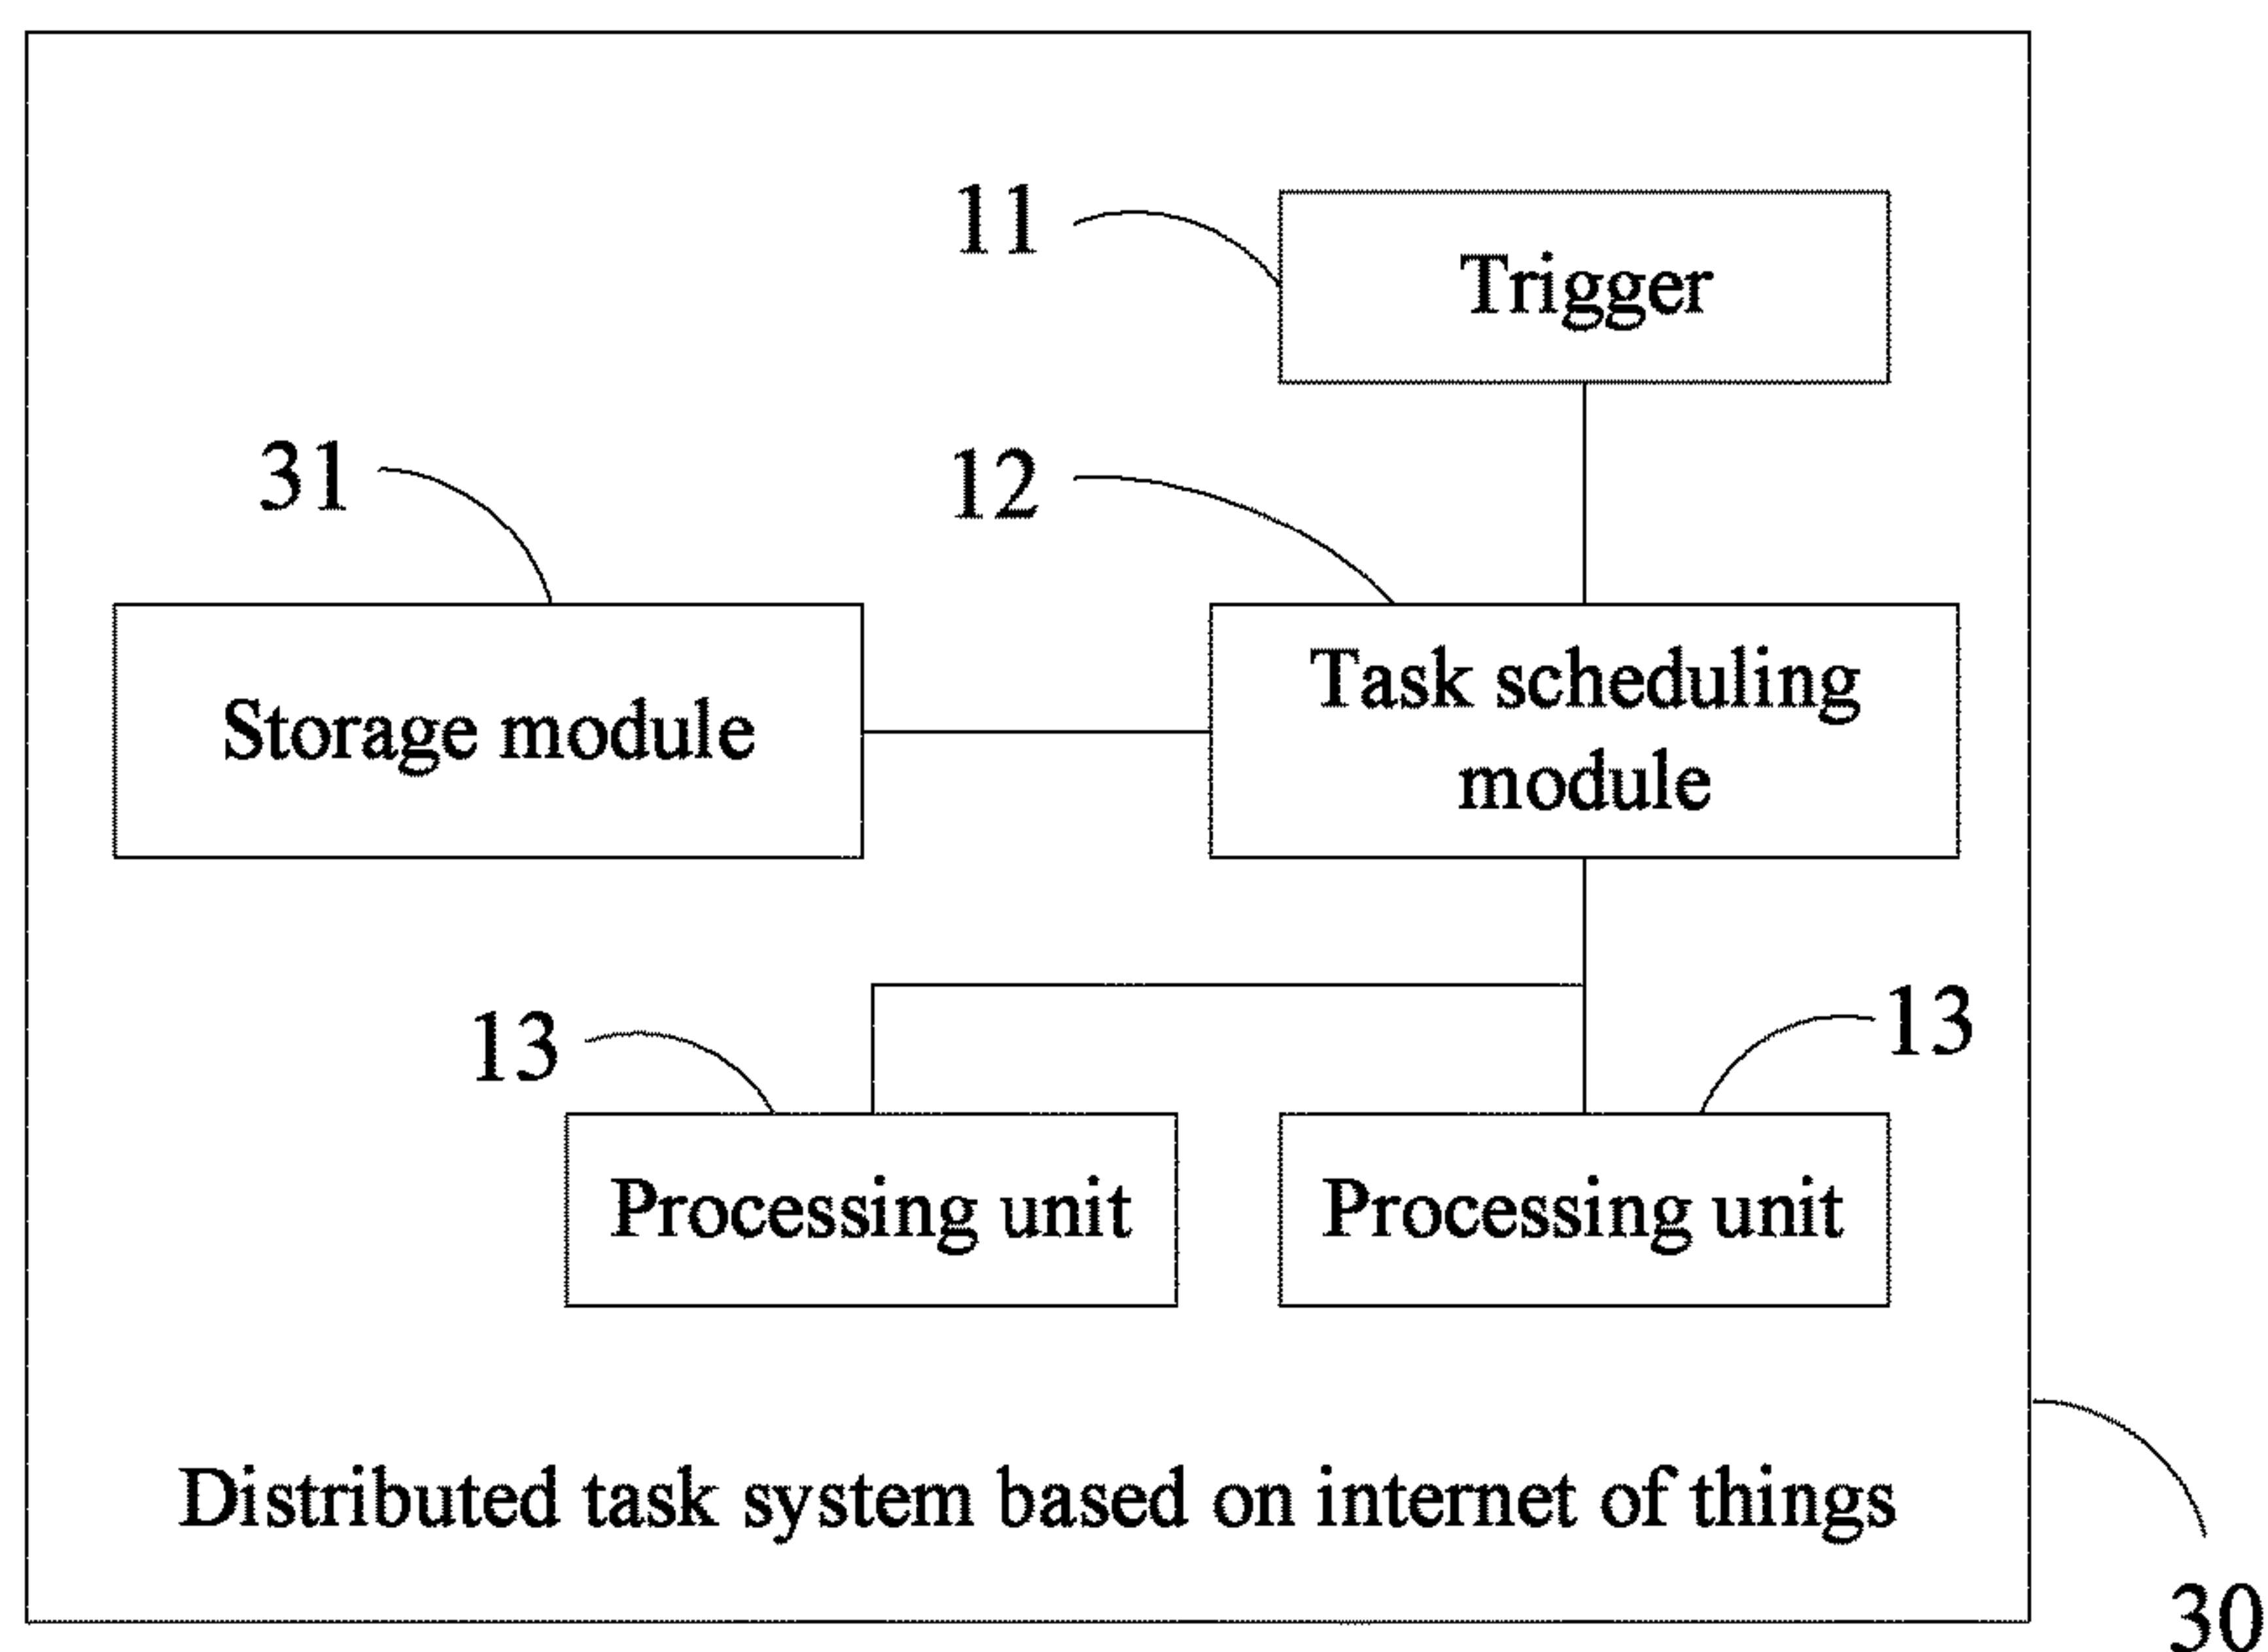 11
Trigger
31
12
Storage module
Task scheduling
module
13
13
Processing unit
Processing unit
Distributed task system based on internet of things
30